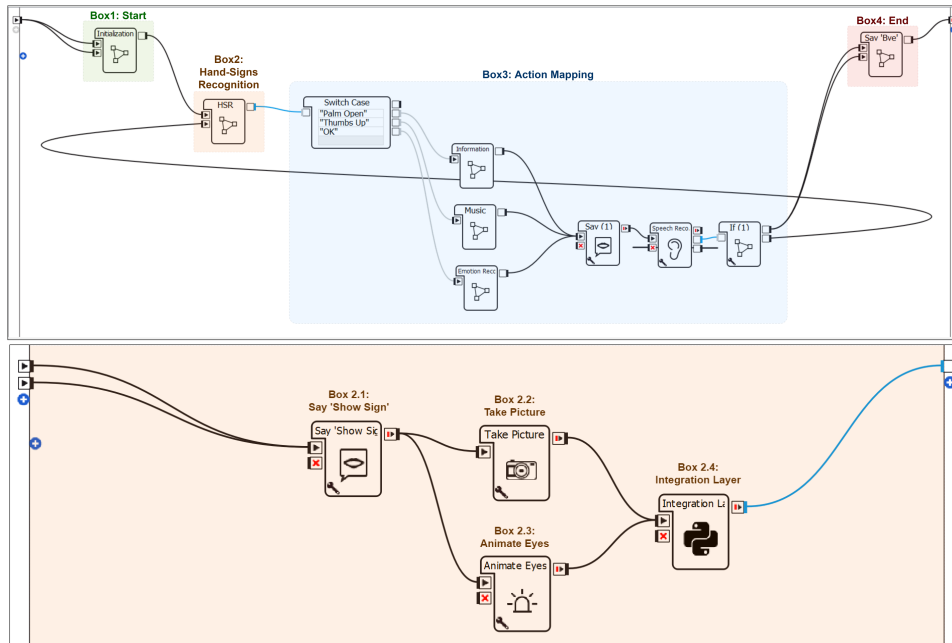 Box1: Start
Initialization
Box2:
Hand-Signs
Recognition
HSR
Box3: Action Mapping
Switch Case
"Palm Open"
"Thumbs Up"
"OK"
Information
Music
Emotion Recc
Say (1)
Speech Reco.
If (1)
Box4: End
Say 'Bye'
Box 2.1:
Say 'Show Sign'
Say 'Show Sig
Box 2.2:
Take Picture
Take Picture
Box 2.3:
Animate Eyes
Animate Eyes
Box 2.4:
Integration Layer
Integration La